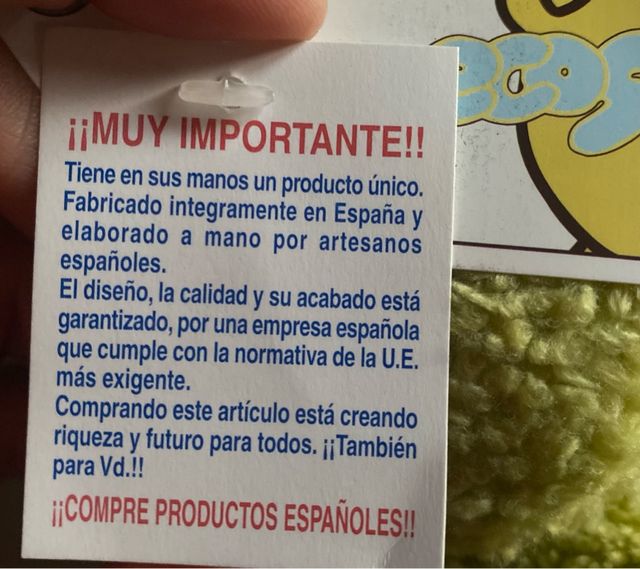 ¡¡MUY IMPORTANTE!!
Tiene en sus manos un producto único.
Fabricado integramente en España y
elaborado a mano por artesanos
españoles.
El diseño, la calidad y su acabado está
garantizado, por una empresa española
que cumple con la normativa de la U.E.
más exigente.
Comprando este artículo está creando
riqueza y futuro para todos. ¡¡También
para Vd.!!
¡¡COMPRE PRODUCTOS ESPAÑOLES!!